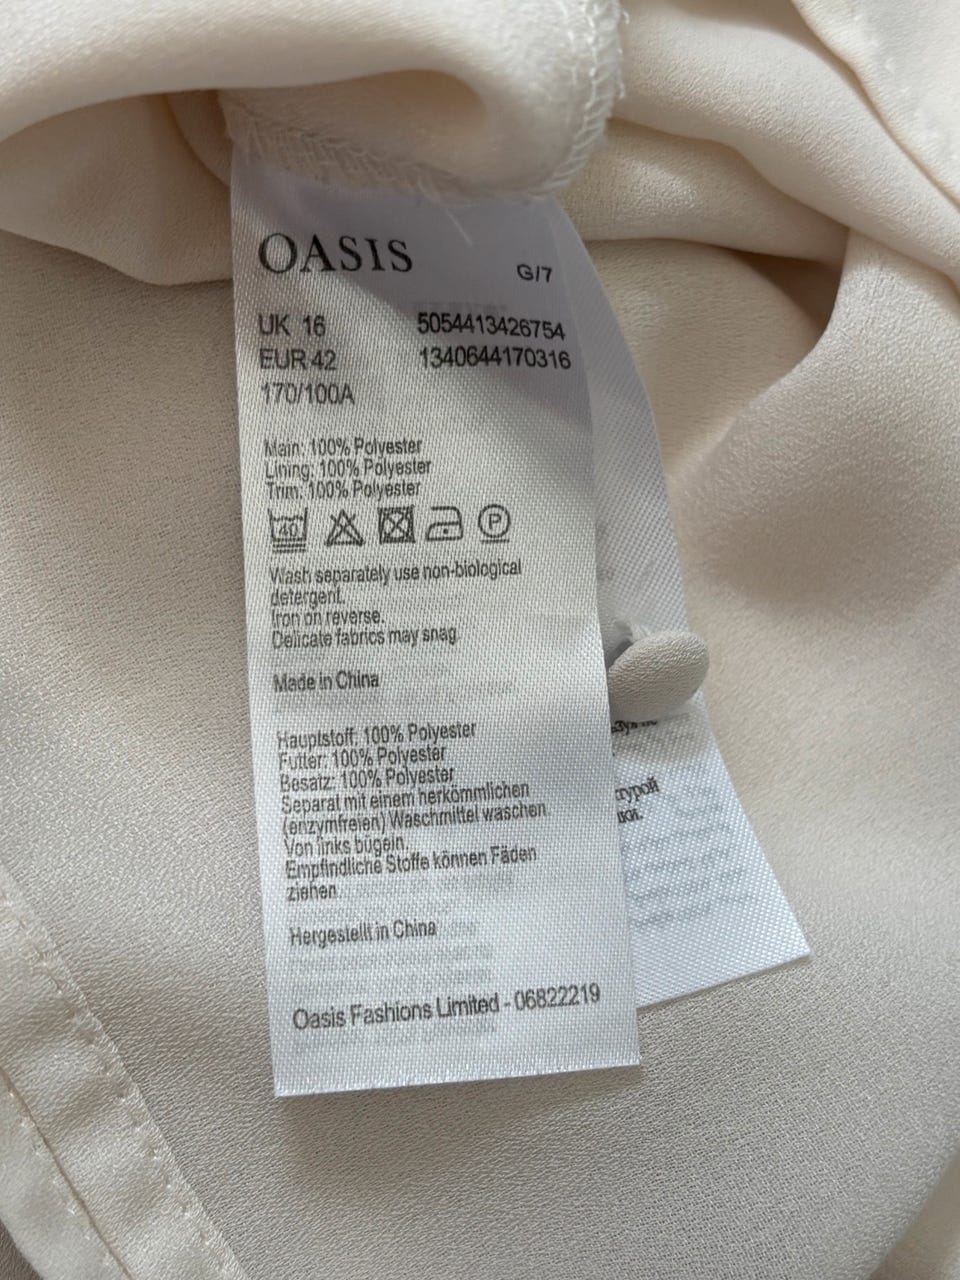 OASIS
G/7
UK 16 5054413426754
EUR 42 1340644170316
170/100A
Main: 100% Polyester
Lining: 100% Polyester
Trim: 100% Polyester
40 P
Wash separately use non-biological
detergent.
Iron on reverse.
Delicate fabrics may snag.
Made in China
Hauptstoff: 100% Polyester
Futter: 100% Polyester
Besatz: 100% Polyester
Separat mit einem herkömmlichen
(enzymfreien) Waschmittel waschen.
Von links bügeln.
Empfindliche Stoffe können Fäden
ziehen.
Hergestellt in China
Oasis Fashions Limited - 06822219